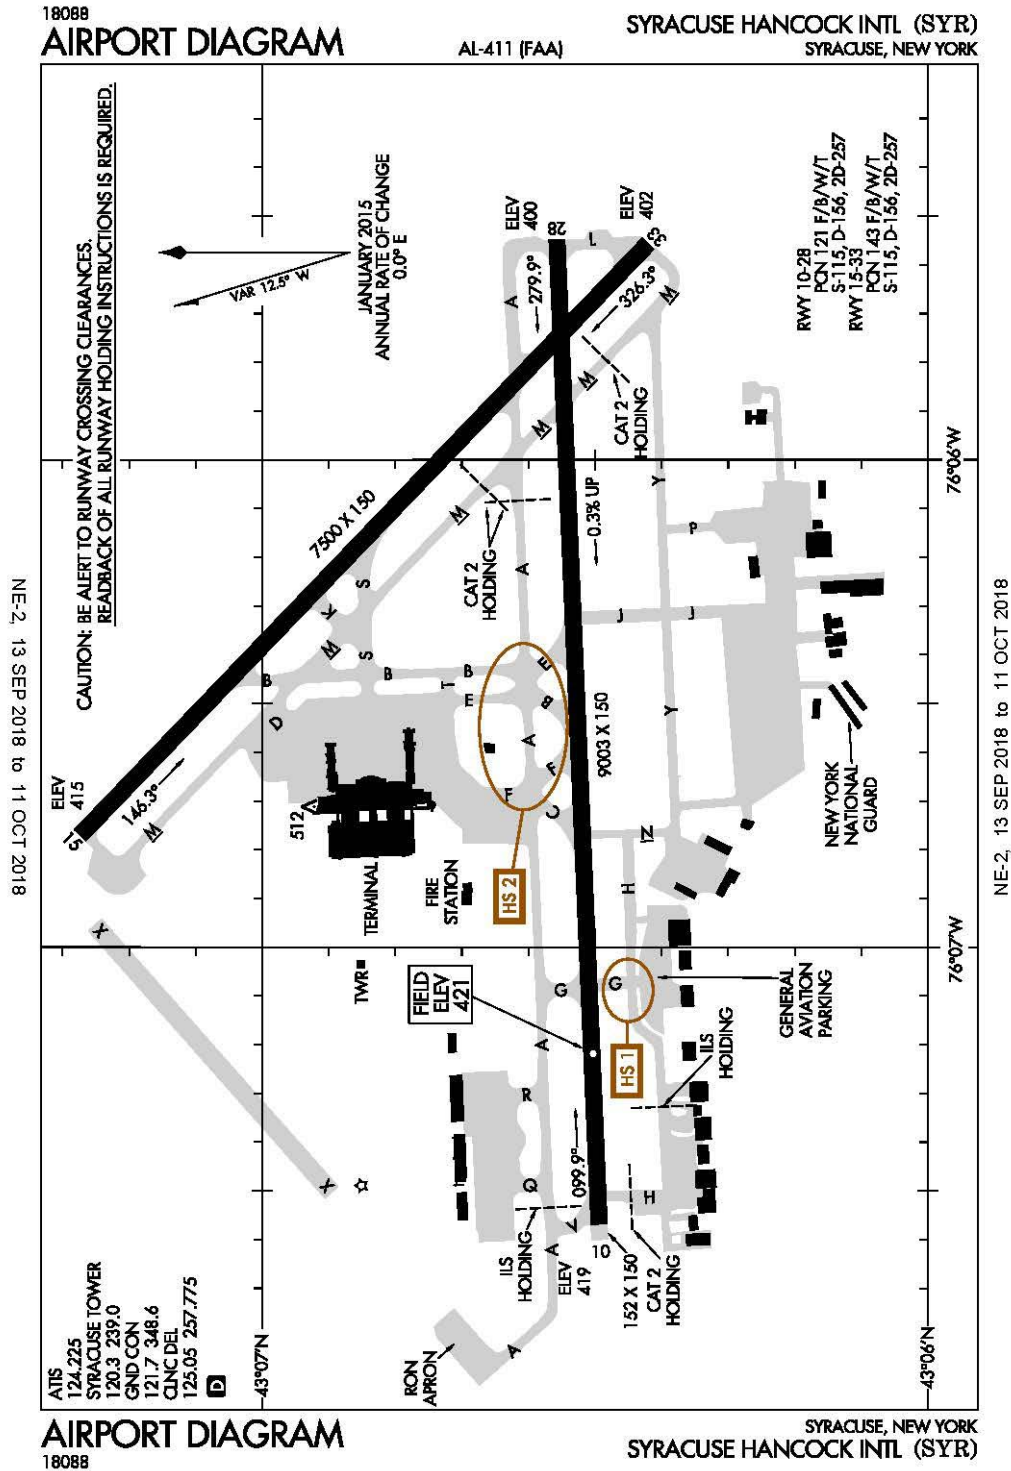 18088
AIRPORT DIAGRAM
AL-411 (FAA)
SYRACUSE HANCOCK INTL (SYR)
SYRACUSE, NEW YORK
CAUTION: BE ALERT TO RUNWAY CROSSING CLEARANCES.
READBACK OF ALL RUNWAY HOLDING INSTRUCTIONS IS REQUIRED.
VAR 12.5° W
JANUARY 2015
ANNUAL RATE OF CHANGE
0.0° E
ELEV
400
28
ELEV
402
33
RWY 10-28
PCN 121 F/B/W/T
S-115, D-156, 2D-257
RWY 15-33
PCN 143 F/B/W/T
S-115, D-156, 2D-257
L
A
279.9°
326.3°
M
M
M
CAT 2
HOLDING
76°06'W
7500 X 150
M
CAT 2
HOLDING
0.3% UP
Y
P
A
S
K
M
S
J
J
B
B
B
T
E
E
B
D
A
F
F
C
9003 X 150
Y
NEW YORK
NATIONAL
GUARD
ELEV
415
15
146.3°
M
512
TERMINAL
FIRE
STATION
HS 2
N
H
X
TWR
FIELD
ELEV
421
G
G
76°07'W
GENERAL
AVIATION
PARKING
HS 1
ILS
HOLDING
A
R
099.9°
X
Q
H
ILS
HOLDING
A
ELEV
419
10
152 X 150
CAT 2
HOLDING
RON
APRON
A
ATIS
124.225
SYRACUSE TOWER
120.3 239.0
GND CON
121.7 348.6
CLNC DEL
125.05 257.775
D
43°07'N
43°06'N
NE-2, 13 SEP 2018 to 11 OCT 2018
NE-2, 13 SEP 2018 to 11 OCT 2018
AIRPORT DIAGRAM
18088
SYRACUSE, NEW YORK
SYRACUSE HANCOCK INTL (SYR)